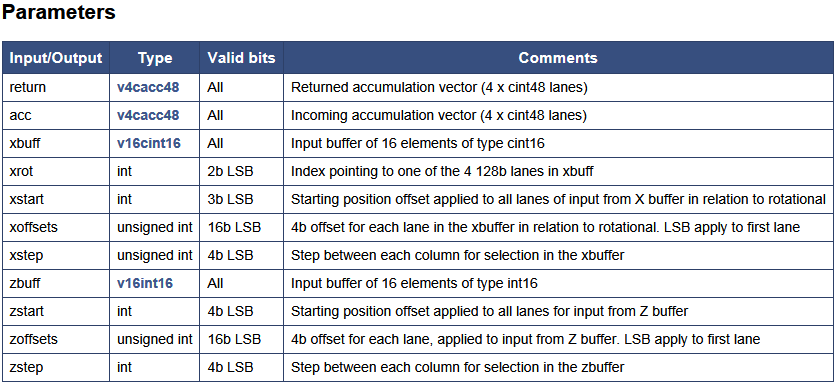 Parameters
Input/Output Type Valid bits Comments
return v4cacc48 All Returned accumulation vector (4 x cint48 lanes)
acc v4cacc48 All Incoming accumulation vector (4 x cint48 lanes)
xbuff v16cint16 All Input buffer of 16 elements of type cint16
xrot int 2b LSB Index pointing to one of the 4 128b lanes in xbuff
xstart int 3b LSB Starting position offset applied to all lanes of input from X buffer in relation to rotational
xoffsets unsigned int 16b LSB 4b offset for each lane in the xbuffer in relation to rotational. LSB apply to first lane
xstep unsigned int 4b LSB Step between each column for selection in the xbuffer
zbuff v16int16 All Input buffer of 16 elements of type int16
zstart int 4b LSB Starting position offset applied to all lanes for input from Z buffer
zoffsets unsigned int 16b LSB 4b offset for each lane, applied to input from Z buffer. LSB apply to first lane
zstep int 4b LSB Step between each column for selection in the zbuffer